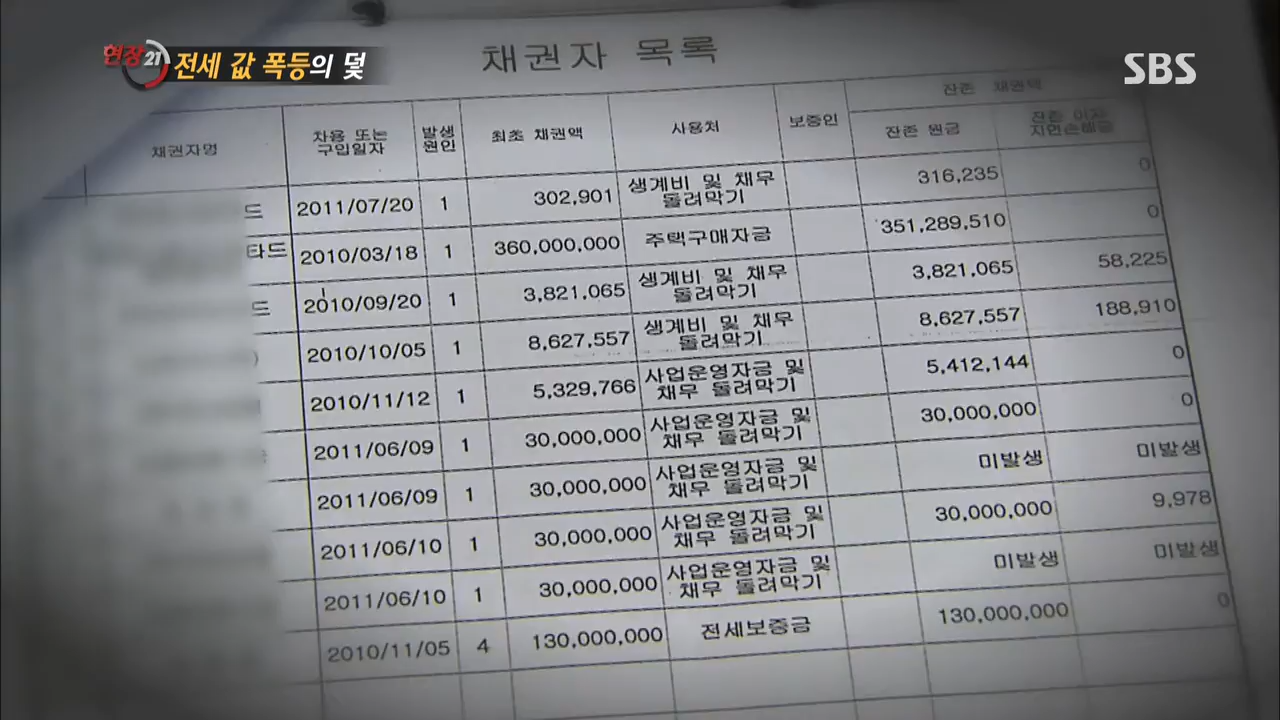 현장21 전세 값 폭등의 덫
SBS
채권자 목록
채권자명 차용 또는 구입일자 발생 원인 최초 채권액 사용처 보증인 잔존 채권액
잔존 원금 잔존 이자 지연손해금
드 2011/07/20 1 302,901 생계비 및 채무 돌려막기 316,235 0
타드 2010/03/18 1 360,000,000 주택구매자금 351,289,510 0
드 2010/09/20 1 3,821,065 생계비 및 채무 돌려막기 3,821,065 58,225
2010/10/05 1 8,627,557 생계비 및 채무 돌려막기 8,627,557 188,910
2010/11/12 1 5,329,766 사업운영자금 및 채무 돌려막기 5,412,144 0
2011/06/09 1 30,000,000 사업운영자금 및 채무 돌려막기 30,000,000 0
2011/06/09 1 30,000,000 사업운영자금 및 채무 돌려막기 미발생 미발생
2011/06/10 1 30,000,000 사업운영자금 및 채무 돌려막기 30,000,000 9,978
2011/06/10 1 30,000,000 사업운영자금 및 채무 돌려막기 미발생 미발생
2010/11/05 4 130,000,000 전세보증금 130,000,000 0